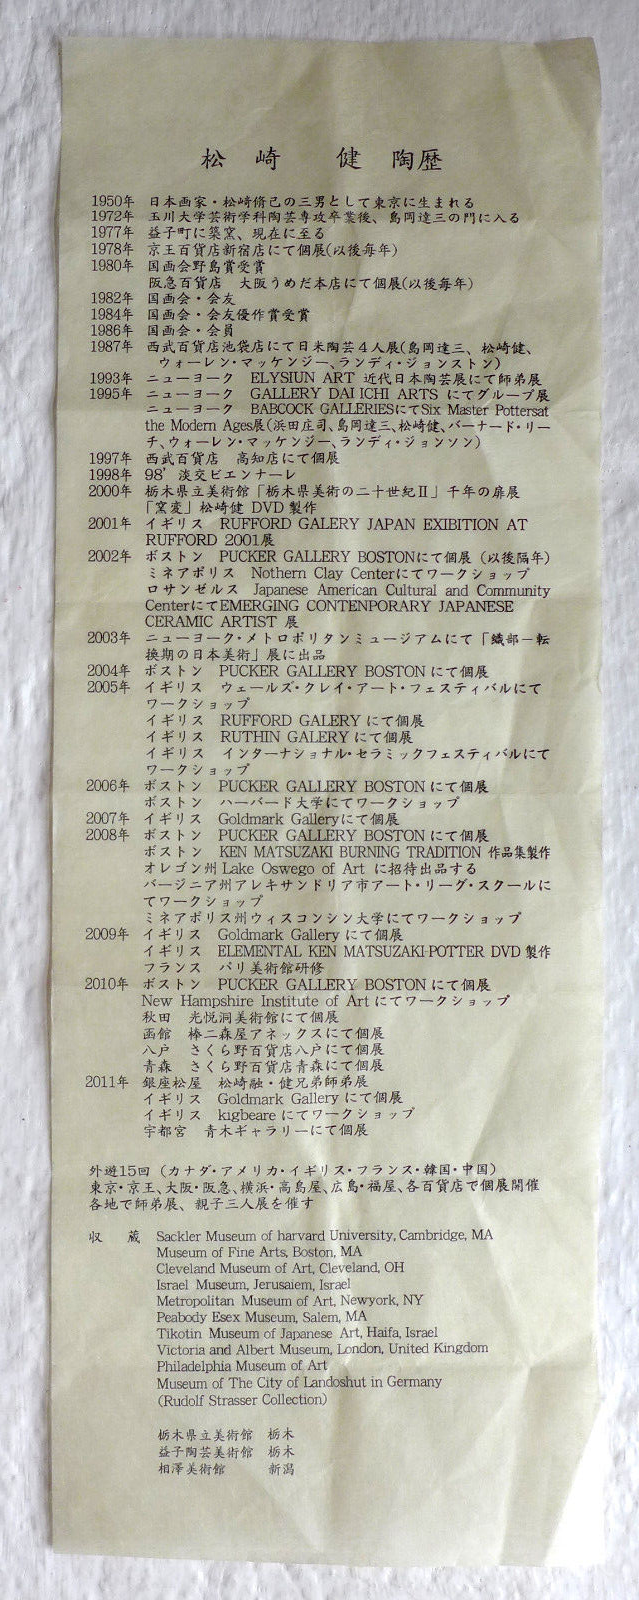 松崎　健 陶歴
1950年 日本画家・松崎脩己の三男として東京に生まれる
1972年 玉川大学芸術学科陶芸専攻卒業後、島岡達三の門に入る
1977年 益子町に築窯、現在に至る
1978年 京王百貨店新宿店にて個展(以後毎年)
1980年 国画会野島賞受賞
阪急百貨店 大阪うめだ本店にて個展(以後毎年)
1982年 国画会・会友
1984年 国画会・会友優作賞受賞
1986年 国画会・会員
1987年 西武百貨店池袋店にて日米陶芸４人展(島岡達三、松崎健、
ウォーレン・マッケンジー、ランディ・ジョンストン)
1993年 ニューヨーク ELYSIUN ART 近代日本陶芸展にて師弟展
1995年 ニューヨーク GALLERY DAI ICHI ARTS にてグループ展
ニューヨーク BABCOCK GALLERIESにてSix Master Pottersat
the Modern Ages展(浜田庄司、島岡達三、松崎健、バーナード・リー
チ、ウォーレン・マッケンジー、ランディ・ジョンソン)
1997年 西武百貨店 高知店にて個展
1998年 98' 淡交ビエンナーレ
2000年 栃木県立美術館「栃木県美術の二十世紀Ⅱ」千年の扉展
「窯変」松崎健 DVD 製作
2001年 イギリス RUFFORD GALERY JAPAN EXIBITION AT
RUFFORD 2001展
2002年 ボストン PUCKER GALLERY BOSTONにて個展 (以後隔年)
ミネアポリス Nothern Clay Centerにてワークショップ
ロサンゼルス Japanese American Cultural and Community
CenterにてEMERGING CONTENPORARY JAPANESE
CERAMIC ARTIST 展
2003年 ニューヨーク・メトロポリタンミュージアムにて「織部－転
換期の日本美術」展に出品
2004年 ボストン PUCKER GALLERY BOSTON にて個展
2005年 イギリス ウェールズ・クレイ・アート・フェスティバルにて
ワークショップ
イギリス RUFFORD GALERY にて個展
イギリス RUTHIN GALERY にて個展
イギリス インターナショナル・セラミックフェスティバルにて
ワークショップ
2006年 ボストン PUCKER GALLERY BOSTON にて個展
ボストン ハーバード大学にてワークショップ
2007年 イギリス Goldmark Galleryにて個展
2008年 ボストン PUCKER GALLERY BOSTON にて個展
ボストン KEN MATSUZAKI BURNING TRADITION 作品集製作
オレゴン州 Lake Oswego of Art に招待出品する
バージニア州アレキサンドリア市アート・リーグ・スクールに
てワークショップ
ミネアポリス州ウィスコンシン大学にてワークショップ
2009年 イギリス Goldmark Gallery にて個展
イギリス ELEMENTAL KEN MATSUZAKI-POTTER DVD 製作
フランス パリ美術館研修
2010年 ボストン PUCKER GALLERY BOSTON にて個展
New Hampshire Institute of Art にてワークショップ
秋田 光悦洞美術館にて個展
函館 棒二森屋アネックスにて個展
八戸 さくら野百貨店八戸にて個展
青森 さくら野百貨店青森にて個展
2011年 銀座松屋 松崎融・健兄弟師弟展
イギリス Goldmark Gallery にて個展
イギリス kigbeare にてワークショップ
宇都宮 青木ギャラリーにて個展
外遊15回 (カナダ・アメリカ・イギリス・フランス・韓国・中国)
東京・京王、大阪・阪急、横浜・高島屋、広島・福屋、各百貨店で個展開催
各地で師弟展、親子三人展を催す
収 蔵 Sackler Museum of harvard University, Cambridge, MA
Museum of Fine Arts, Boston, MA
Cleveland Museum of Art, Cleveland, OH
Israel Museum, Jerusaiem, Israel
Metropolitan Museum of Art, Newyork, NY
Peabody Esex Museum, Salem, MA
Tikotin Museum of Japanese Art, Haifa, Israel
Victoria and Albert Museum, London, United Kingdom
Philadelphia Museum of Art
Museum of The City of Landoshut in Germany
(Rudolf Strasser Collection)
栃木県立美術館 栃木
益子陶芸美術館 栃木
相澤美術館 新潟